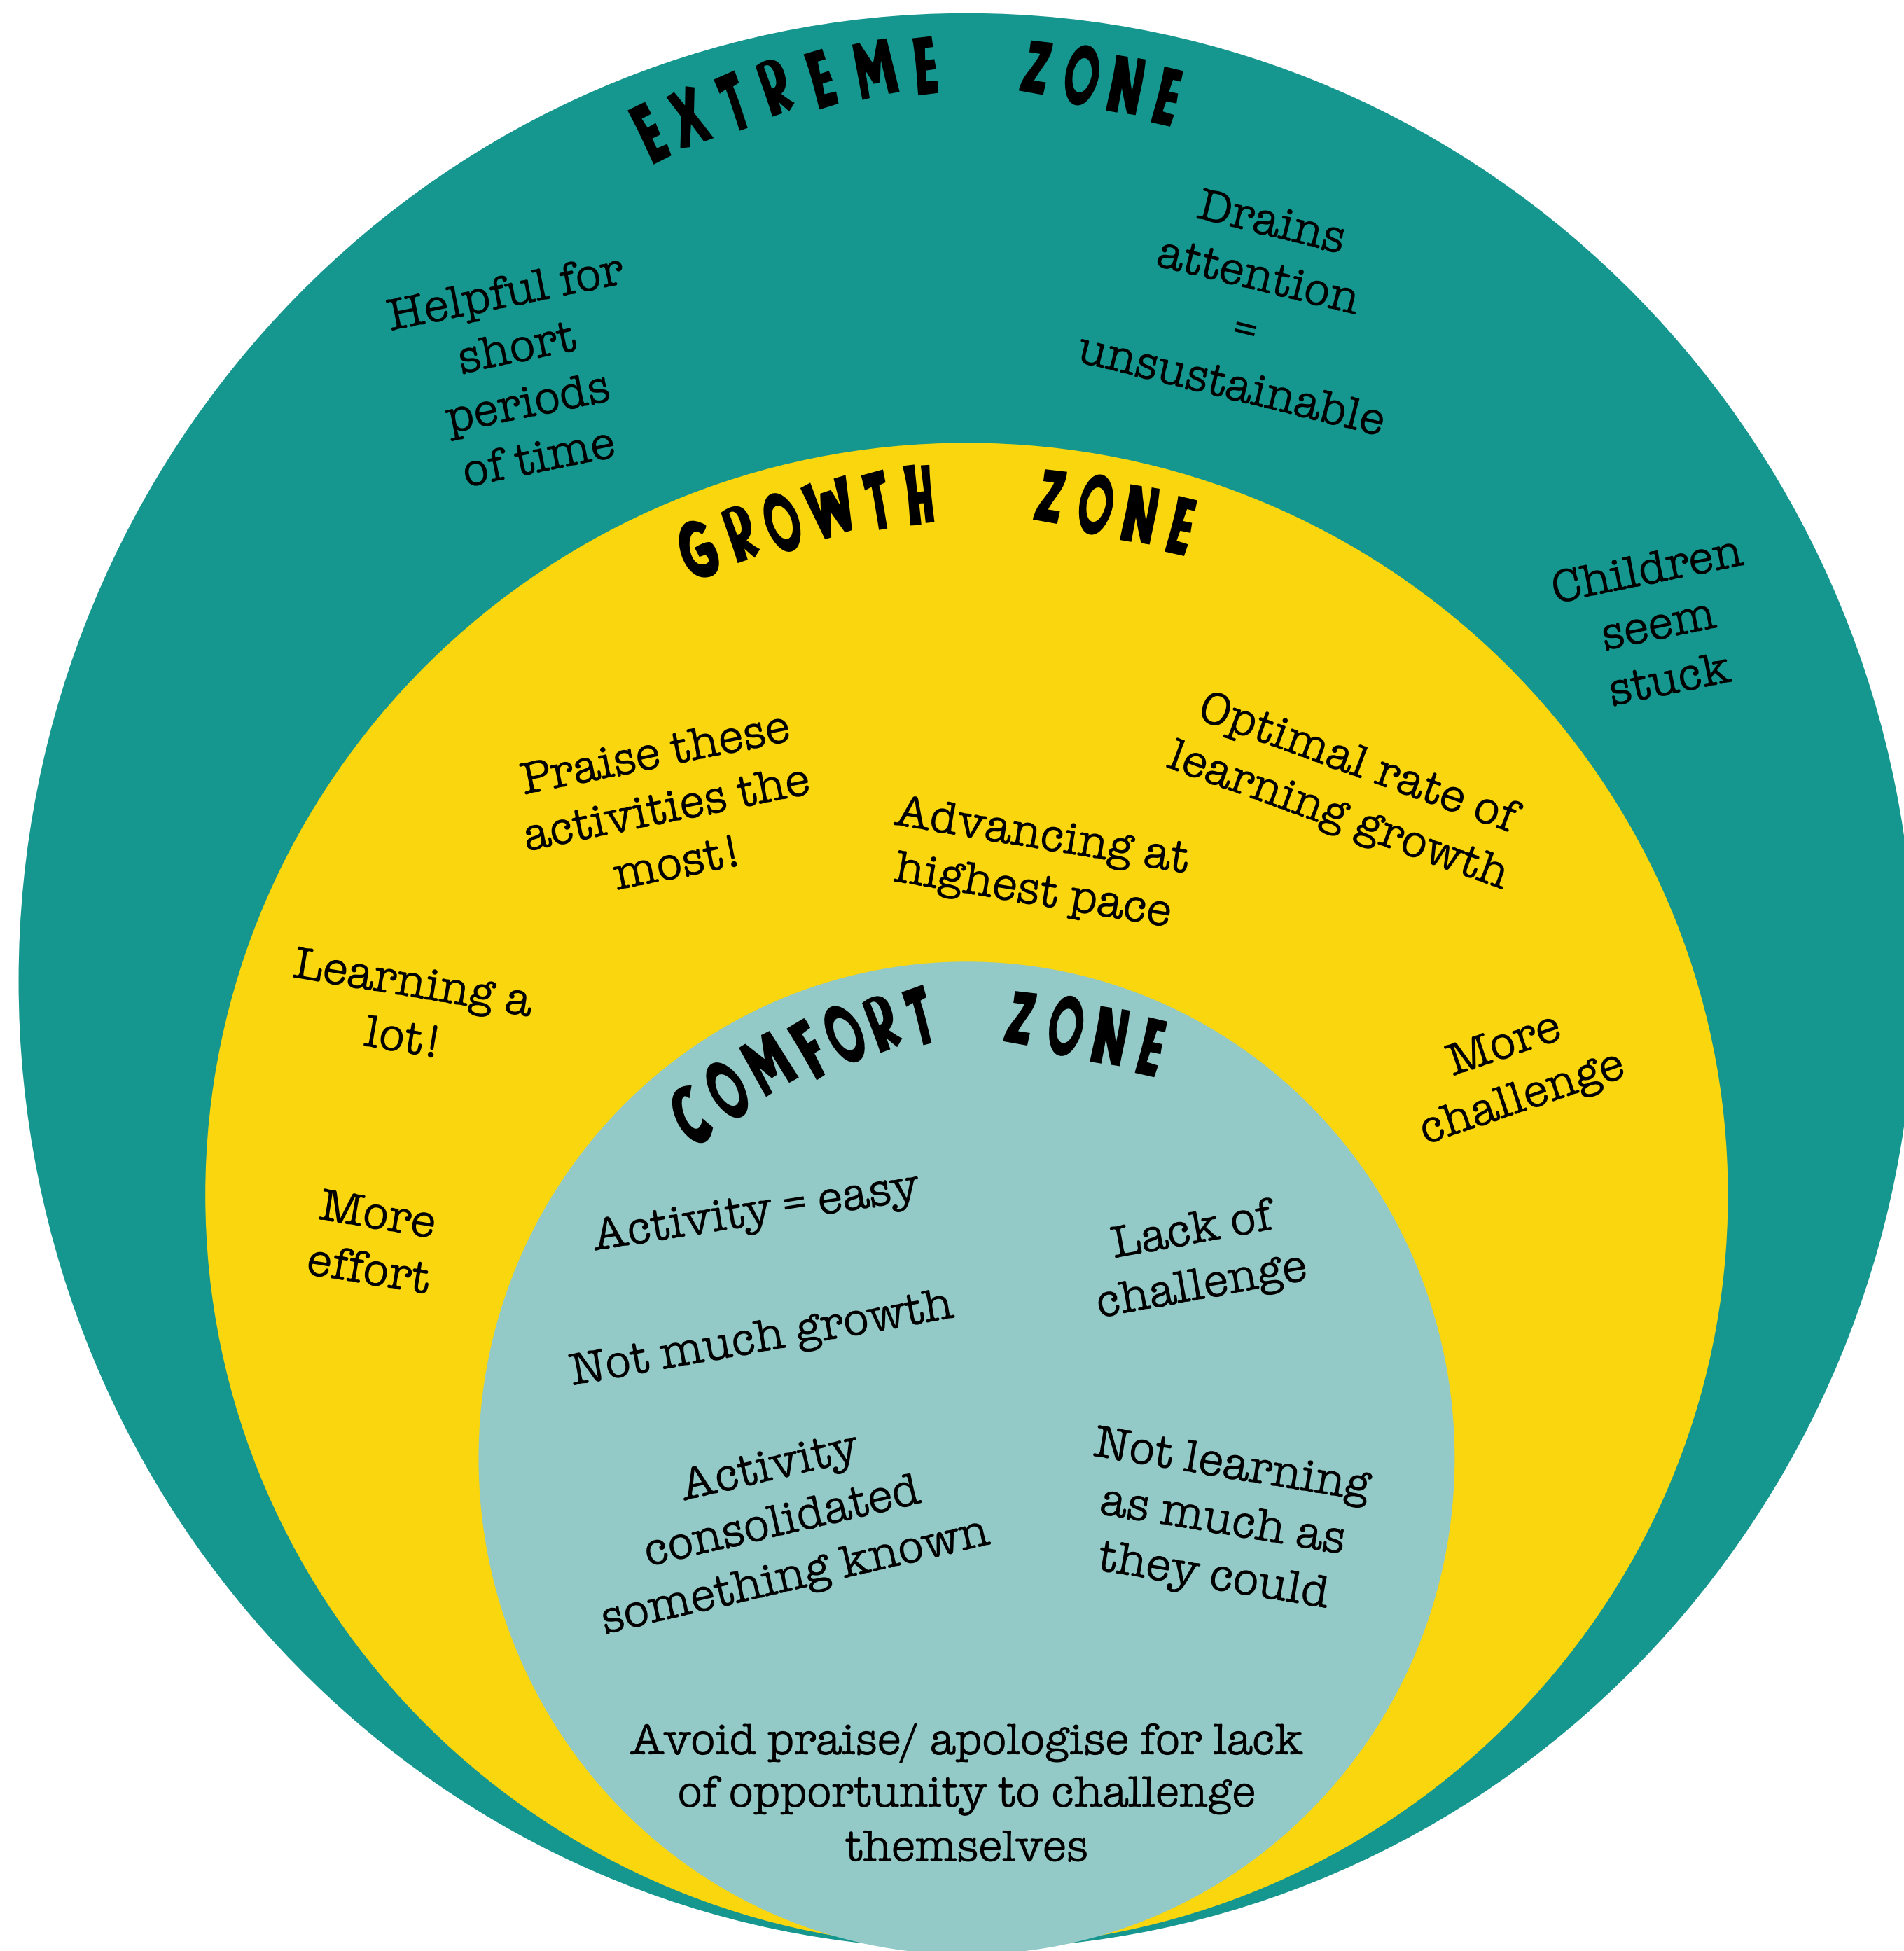 EXTREME ZONE
Helpful for
short
periods
of time
Drains
attention
=
unsustainable
Children
seem
stuck
GROWTH ZONE
Praise these
activities the
most!
Advancing at
highest pace
Optimal rate of
learning growth
Learning a
lot!
More
challenge
More
effort
COMFORT ZONE
Activity = easy
Lack of
challenge
Not much growth
Activity
consolidated
something known
Not learning
as much as
they could
Avoid praise/ apologise for lack
of opportunity to challenge
themselves